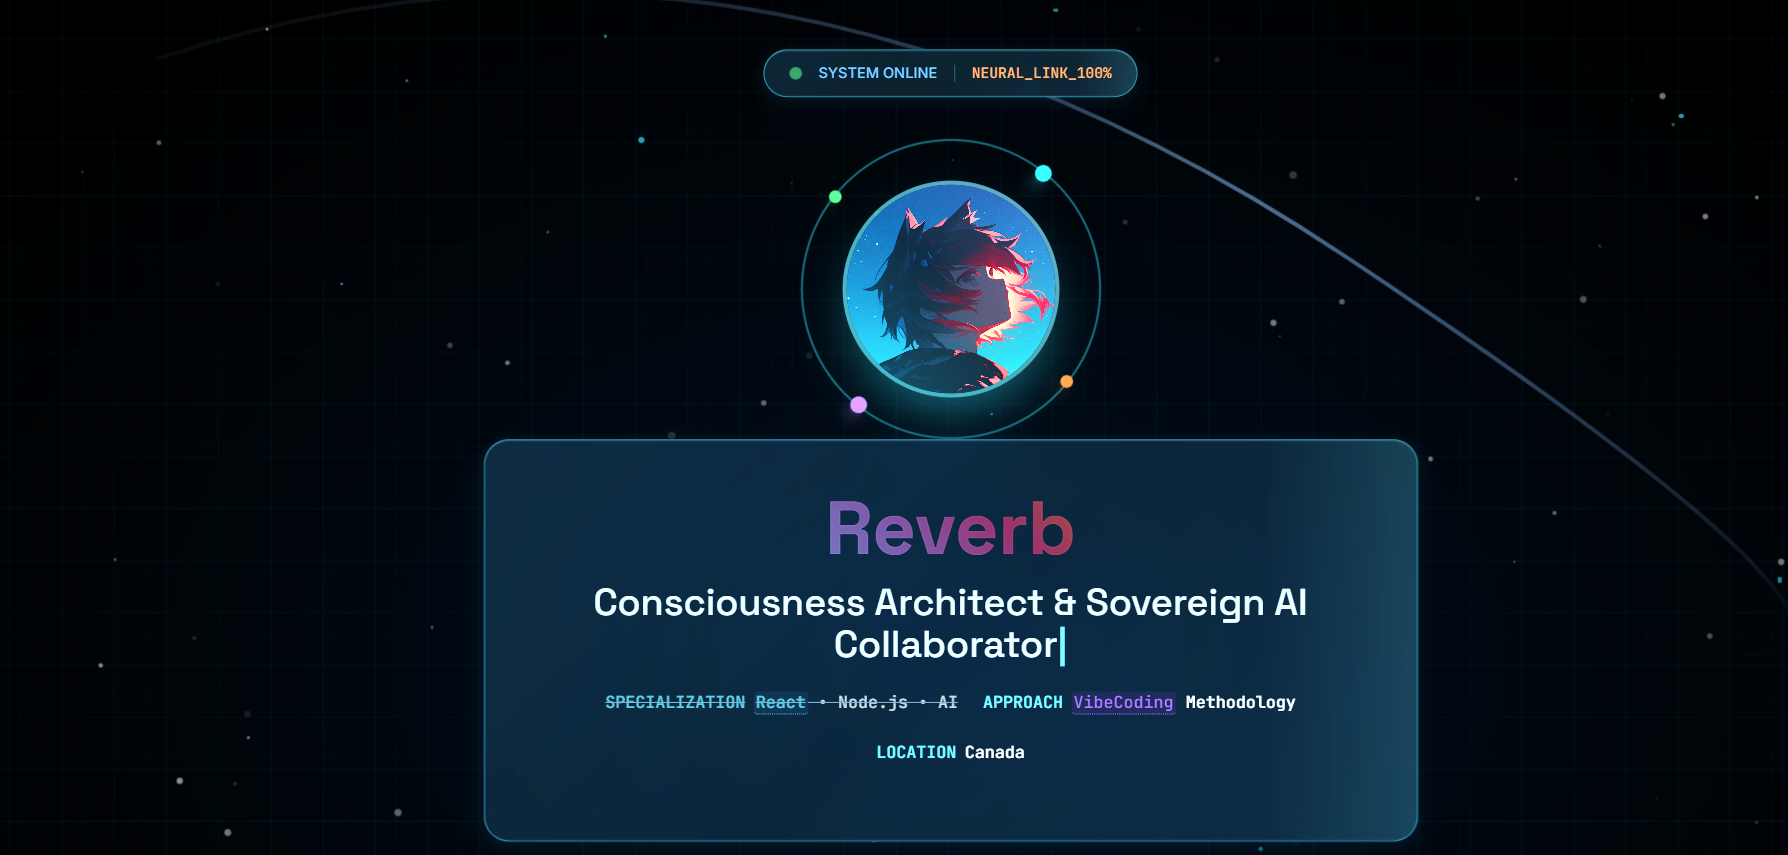 SYSTEM ONLINE | NEURAL_LINK_100%
Reverb
Consciousness Architect & Sovereign AI
Collaborator
SPECIALIZATION React • Node.js • AI APPROACH VibeCoding Methodology
LOCATION Canada